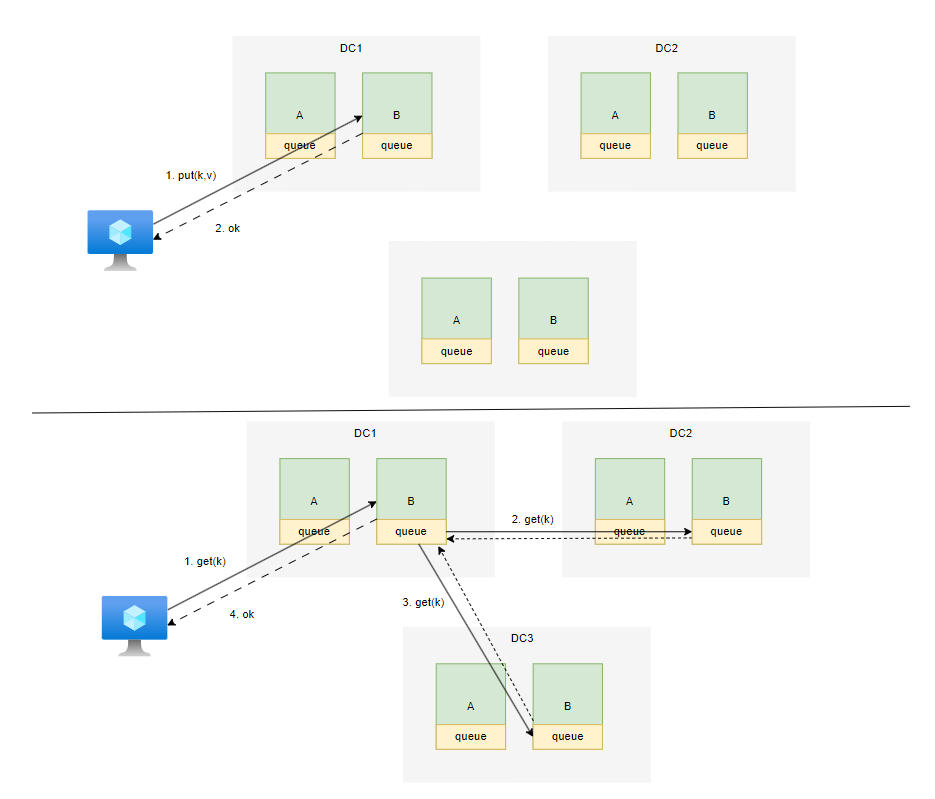 DC1
DC2
A
B
A
B
queue
queue
queue
queue
1. put(k,v)
2. ok
A
B
queue
queue
DC1
DC2
A
B
A
B
2. get(k)
queue
queue
queue
queue
1. get(k)
3. get(k)
4. ok
DC3
A
B
queue
queue